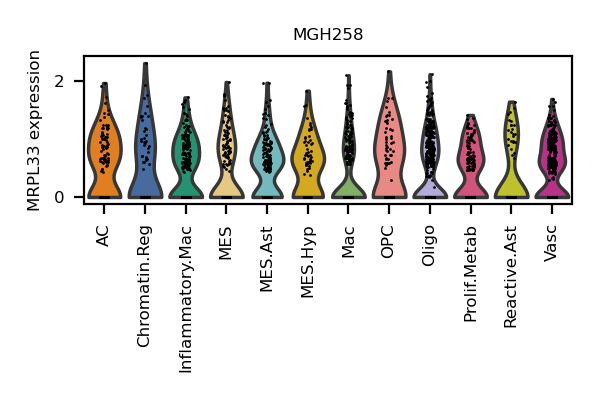 MGH258
MRPL33 expression
2
0
AC
Chromatin.Reg
Inflammatory.Mac
MES
MES.Ast
MES.Hyp
Mac
OPC
Oligo
Prolif.Metab
Reactive.Ast
Vasc